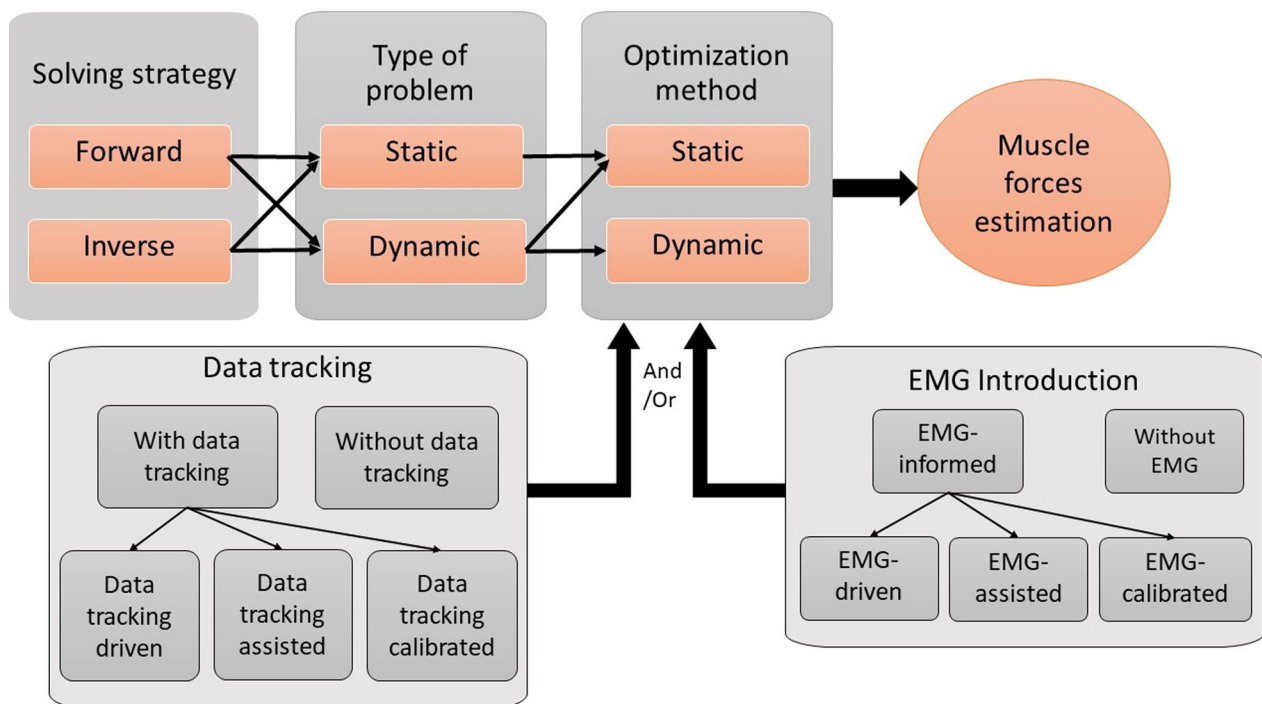 Solving strategy
Forward
Inverse
Type of
problem
Static
Dynamic
Optimization
method
Static
Dynamic
Muscle
forces
estimation
Data tracking
With data
tracking
Without data
tracking
Data
tracking
driven
Data
tracking
assisted
Data
tracking
calibrated
And
/Or
EMG Introduction
EMG-
informed
Without
EMG
EMG-
driven
EMG-
assisted
EMG-
calibrated